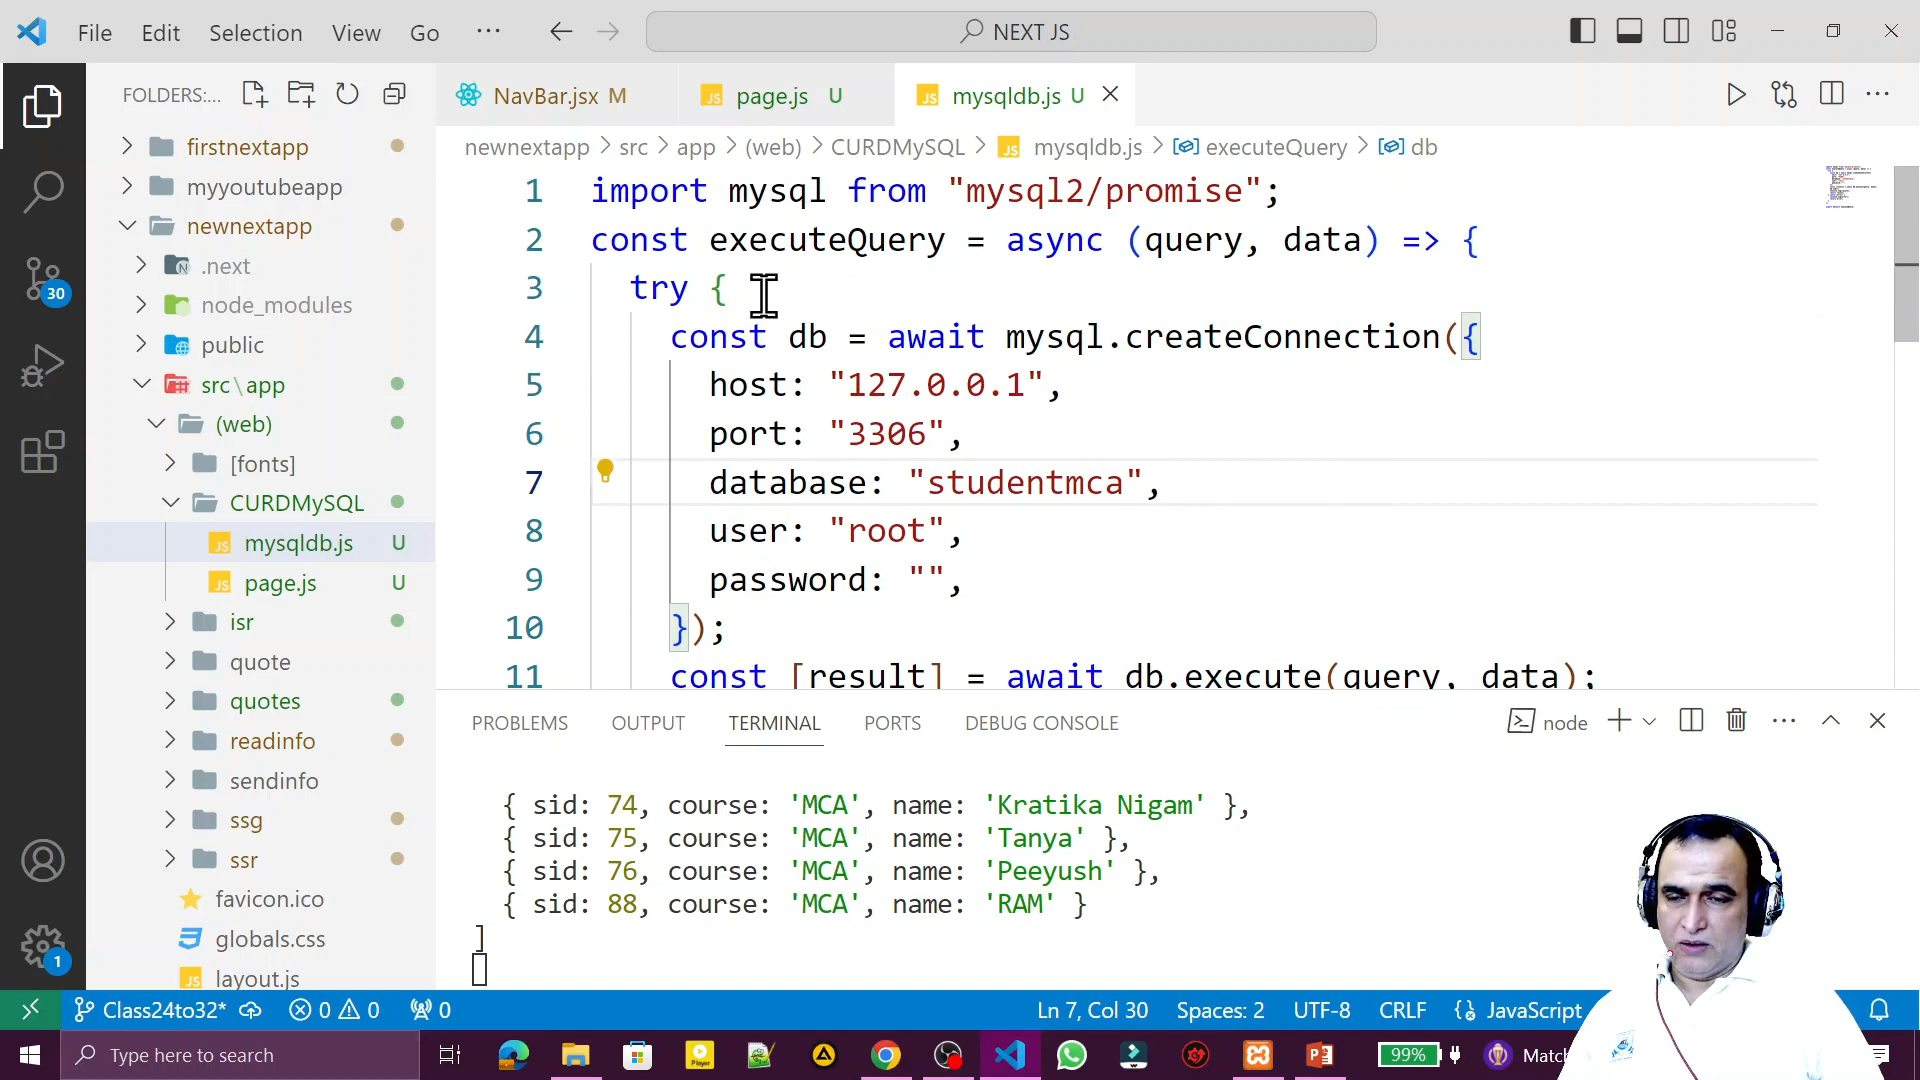 File Edit Selection View Go ··· NEXT JS
FOLDERS:...
firstnextapp
myyoutubeapp
newnextapp
.next
node_modules
public
src\app
(web)
[fonts]
CURDMySQL
mysqldb.js U
page.js U
isr
quote
quotes
readinfo
sendinfo
ssg
ssr
favicon.ico
globals.css
layout.js
30
1
NavBar.jsx M page.js U mysqldb.js U
newnextapp > src > app > (web) > CURDMySQL > JS mysqldb.js > executeQuery > db
1 import mysql from "mysql2/promise";
2 const executeQuery = async (query, data) => {
3 try {
4 const db = await mysql.createConnection({
5 host: "127.0.0.1",
6 port: "3306",
7 database: "studentmca",
8 user: "root",
9 password: "",
10 });
11 const [result] = await db.execute(query, data);
PROBLEMS OUTPUT TERMINAL PORTS DEBUG CONSOLE node
{ sid: 74, course: 'MCA', name: 'Kratika Nigam' },
{ sid: 75, course: 'MCA', name: 'Tanya' },
{ sid: 76, course: 'MCA', name: 'Peeyush' },
{ sid: 88, course: 'MCA', name: 'RAM' }
]
Class24to32* 0 0 0 Ln 7, Col 30 Spaces: 2 UTF-8 CRLF {} JavaScript
Type here to search 99% Match